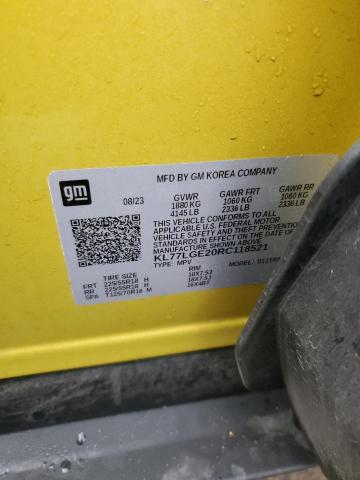 MFD BY GM KOREA COMPANY
gm
08/23 GVWR GAWR FRT GAWR RR
1880 KG 1060 KG 1060 KG
4145 LB 2336 LB 2336 LB
THIS VEHICLE CONFORMS TO ALL
APPLICABLE U.S. FEDERAL MOTOR
VEHICLE SAFETY AND THEFT
PREVENTION STANDARDS
IN EFFECT ON THE DATE OF
MANUFACTURE SHOWN ABOVE.
KL77LGE20RC118521
TYPE: MPV MODEL:
TIRE SIZE RIM
FRT 225/55R18 H 18X7.5J
RR 225/55R18 H 18X7.5J
SPA T125/70R16 M 16X4BT